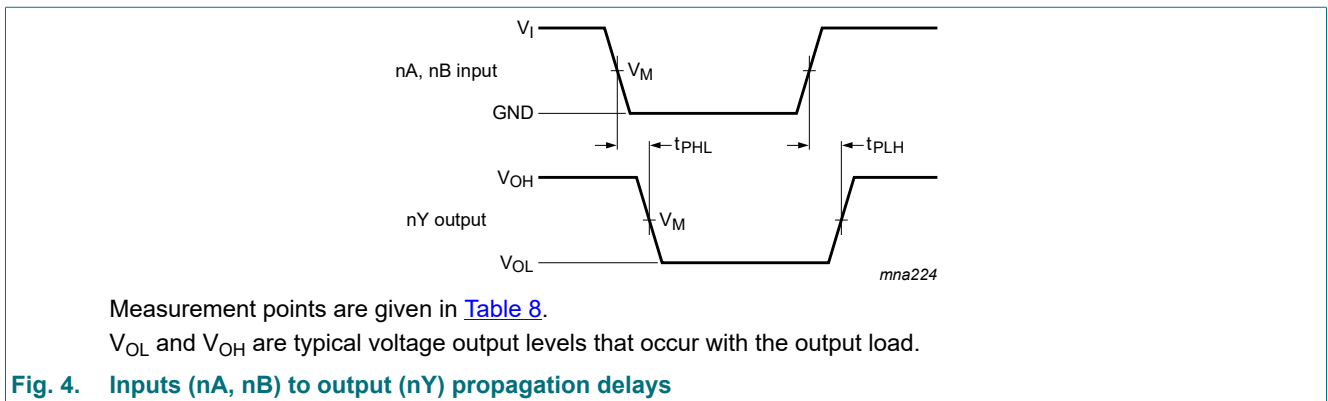 V_I
nA, nB input
V_M
GND
t_PHL
t_PLH
V_OH
nY output
V_M
V_OL
mna224
Measurement points are given in Table 8.
V_OL and V_OH are typical voltage output levels that occur with the output load.
Fig. 4. Inputs (nA, nB) to output (nY) propagation delays